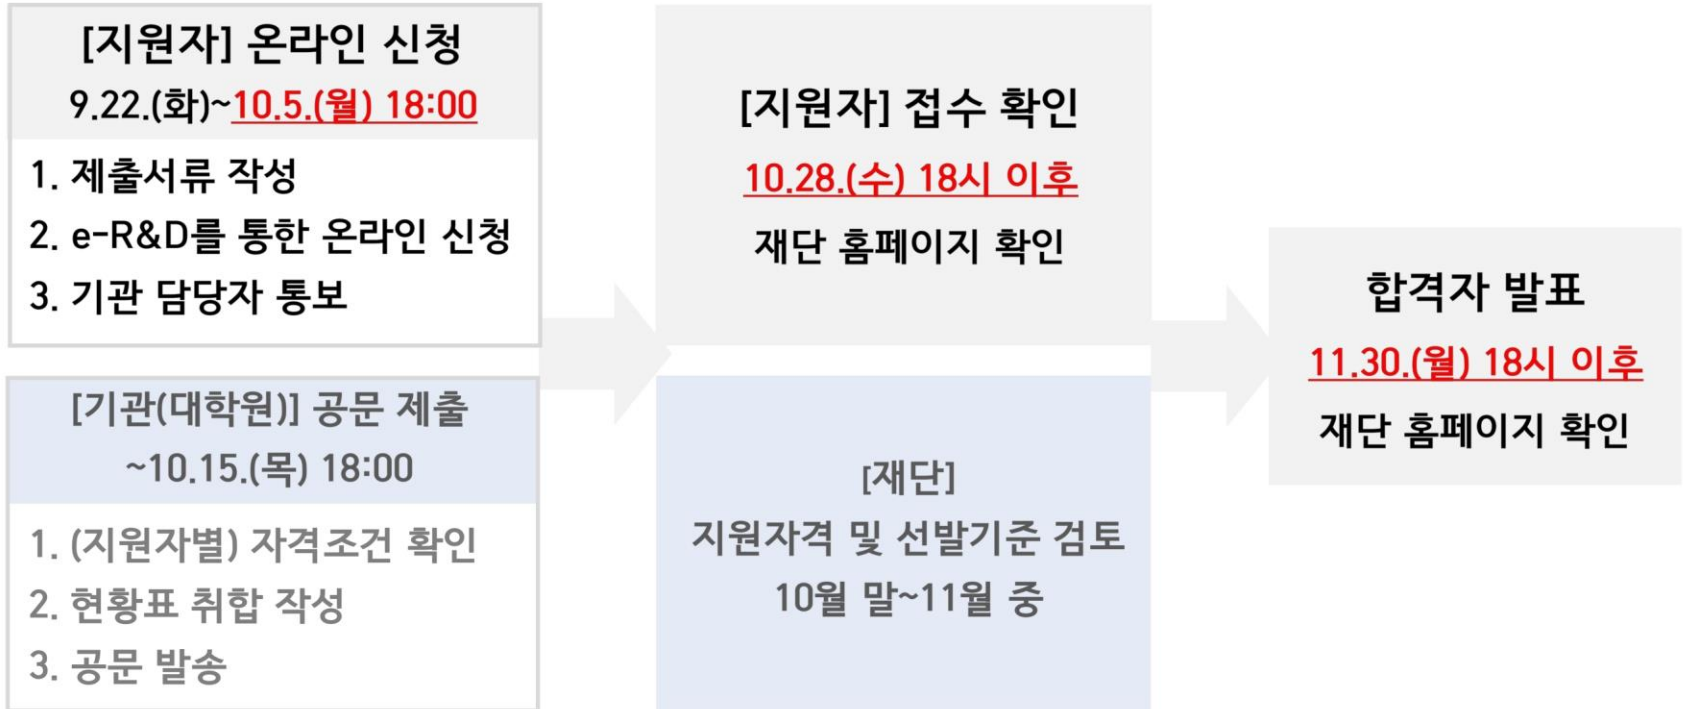 [지원자] 온라인 신청
9.22.(화)~10.5.(월) 18:00
1. 제출서류 작성
2. e-R&D를 통한 온라인 신청
3. 기관 담당자 통보
[기관(대학원)] 공문 제출
~10.15.(목) 18:00
1. (지원자별) 자격조건 확인
2. 현황표 취합 작성
3. 공문 발송
[지원자] 접수 확인
10.28.(수) 18시 이후
재단 홈페이지 확인
[재단]
지원자격 및 선발기준 검토
10월 말~11월 중
합격자 발표
11.30.(월) 18시 이후
재단 홈페이지 확인